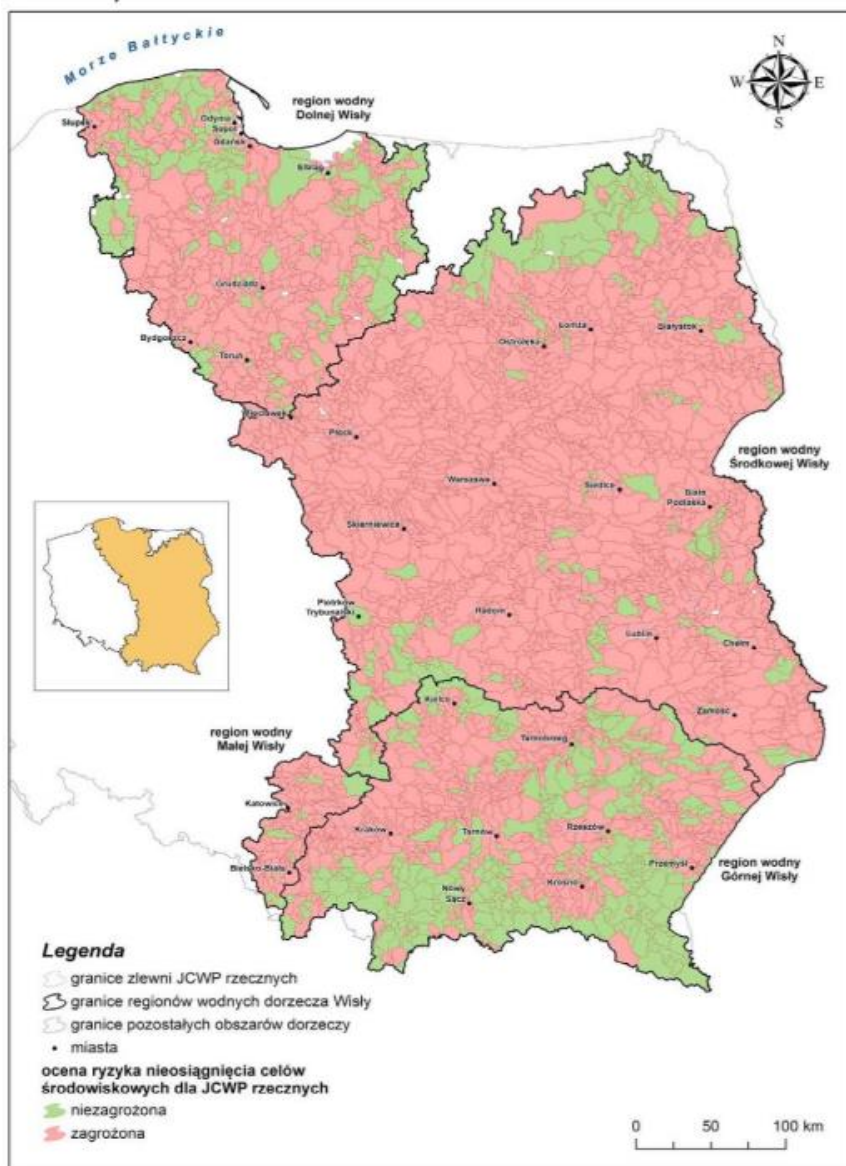 Morze Bałtyckie
N
W E
S
region wodny
Dolnej Wisły
Słupsk
Gdynia
Sopot
Gdańsk
Elbląg
Grudziądz
Bydgoszcz
Toruń
Włocławek
Płock
Ostrołęka
Łomża
Białystok
region wodny
Środkowej Wisły
Warszawa
Siedlce
Biała
Podlaska
Skierniewice
Piotrków
Trybunalski
Radom
Lublin
Chełm
Kielce
Zamość
region wodny
Małej Wisły
Tarnobrzeg
Katowice
Kraków
Tarnów
Rzeszów
Przemyśl
region wodny
Górnej Wisły
Bielsko-Biała
Nowy
Sącz
Krosno
Legenda
granice zlewni JCWP rzecznych
granice regionów wodnych dorzecza Wisły
granice pozostałych obszarów dorzeczy
miasta
ocena ryzyka nieosiągnięcia celów
środowiskowych dla JCWP rzecznych
niezagrożona
zagrożona
0 50 100 km